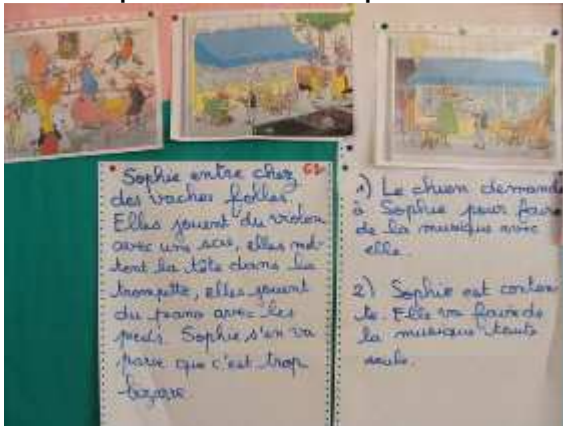 Sophie entre chez 62
des vaches folles.
Elles jouent du violon
avec une scie, elles met-
tent la tête dans la
trompette, elles jouent
du piano avec les
pieds. Sophie s'en va
parce que c'est trop
bizarre
1) Le chien demande
à Sophie pour faire
de la musique avec
elle.
2) Sophie est conten
te. Elle va faire de
la musique toute
seule.